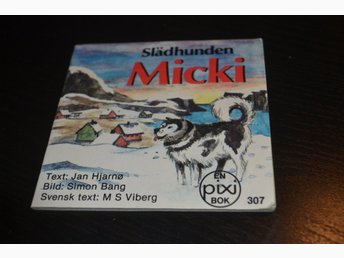 Slädhunden
Micki
Text: Jan Hjarnø
Bild: Simon Bang
Svensk text: M S Viberg
EN
pixi
BOK
307